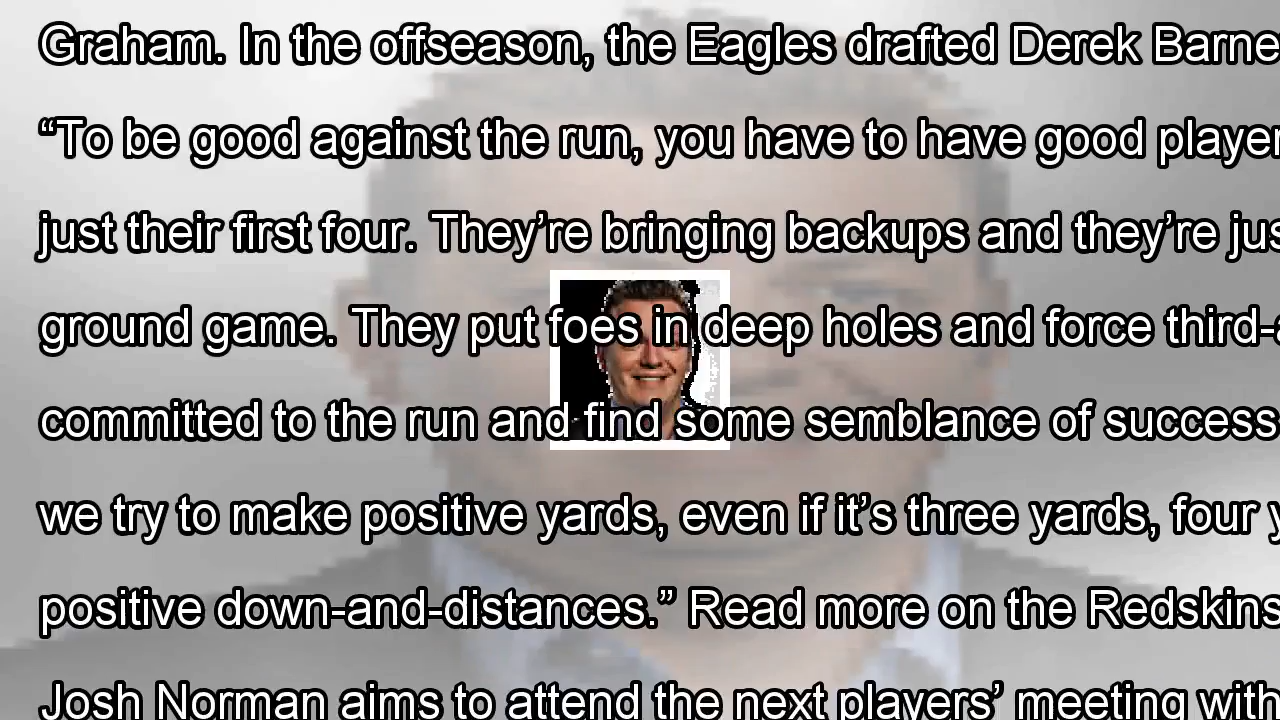 Graham. In the offseason, the Eagles drafted Derek Barne
“To be good against the run, you have to have good player
just their first four. They’re bringing backups and they’re jus
ground game. They put foes in deep holes and force third-a
committed to the run and find some semblance of success
we try to make positive yards, even if it’s three yards, four y
positive down-and-distances.” Read more on the Redskins
Josh Norman aims to attend the next players’ meeting with